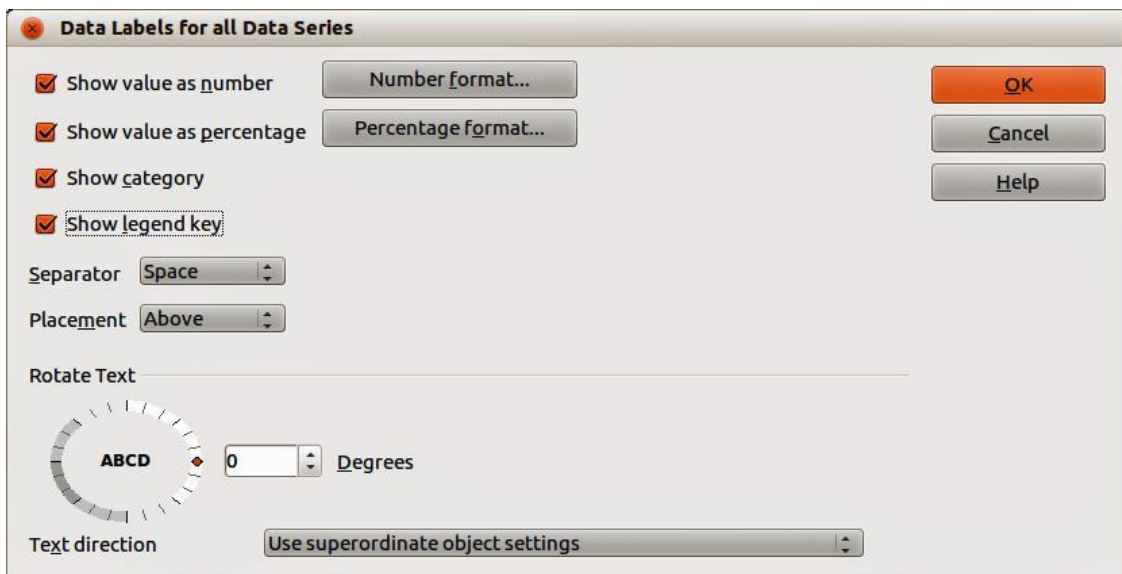 Data Labels for all Data Series
Show value as number
Number format...
OK
Show value as percentage
Percentage format...
Cancel
Show category
Help
Show legend key
Separator
Space
Placement
Above
Rotate Text
ABCD
0
Degrees
Text direction
Use superordinate object settings